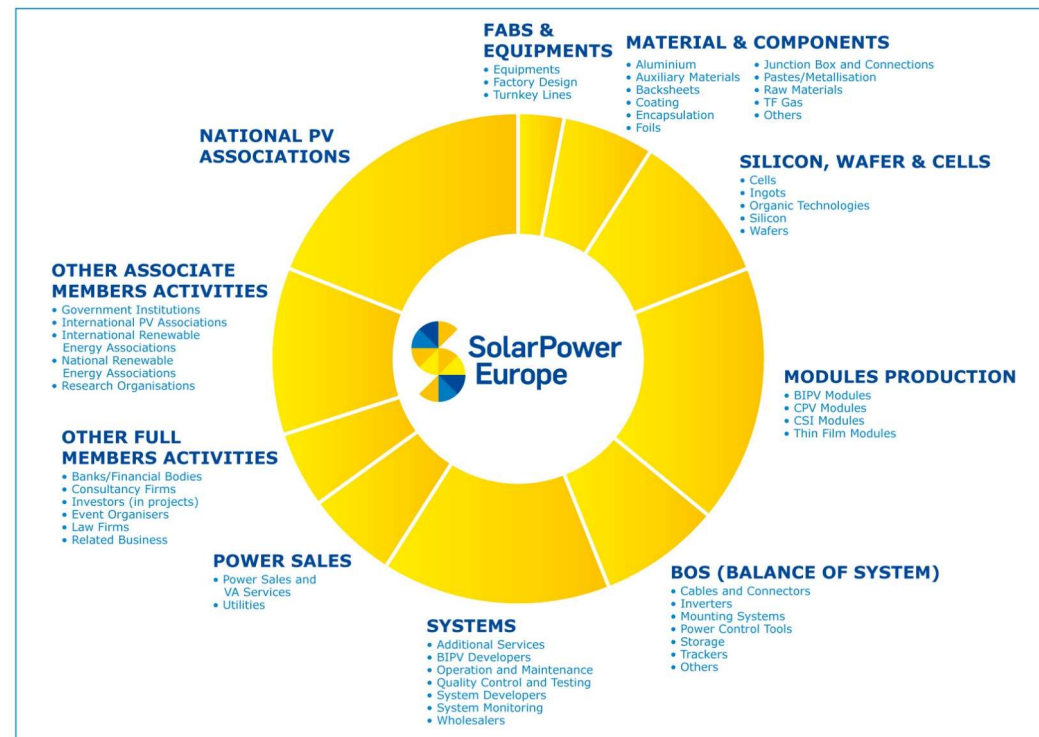 FABS &
EQUIPMENTS
• Equipments
• Factory Design
• Turnkey Lines
MATERIAL & COMPONENTS
• Aluminium
• Auxiliary Materials
• Backsheets
• Coating
• Encapsulation
• Foils
• Junction Box and Connections
• Pastes/Metallisation
• Raw Materials
• TF Gas
• Others
SILICON, WAFER & CELLS
• Cells
• Ingots
• Organic Technologies
• Silicon
• Wafers
MODULES PRODUCTION
• BIPV Modules
• CPV Modules
• CSI Modules
• Thin Film Modules
BOS (BALANCE OF SYSTEM)
• Cables and Connectors
• Inverters
• Mounting Systems
• Power Control Tools
• Storage
• Trackers
• Others
SYSTEMS
• Additional Services
• BIPV Developers
• Operation and Maintenance
• Quality Control and Testing
• System Developers
• System Monitoring
• Wholesalers
POWER SALES
• Power Sales and
VA Services
• Utilities
OTHER FULL
MEMBERS ACTIVITIES
• Banks/Financial Bodies
• Consultancy Firms
• Investors (in projects)
• Event Organisers
• Law Firms
• Related Business
OTHER ASSOCIATE
MEMBERS ACTIVITIES
• Government Institutions
• International PV Associations
• International Renewable
Energy Associations
• National Renewable
Energy Associations
• Research Organisations
NATIONAL PV
ASSOCIATIONS
SolarPower
Europe